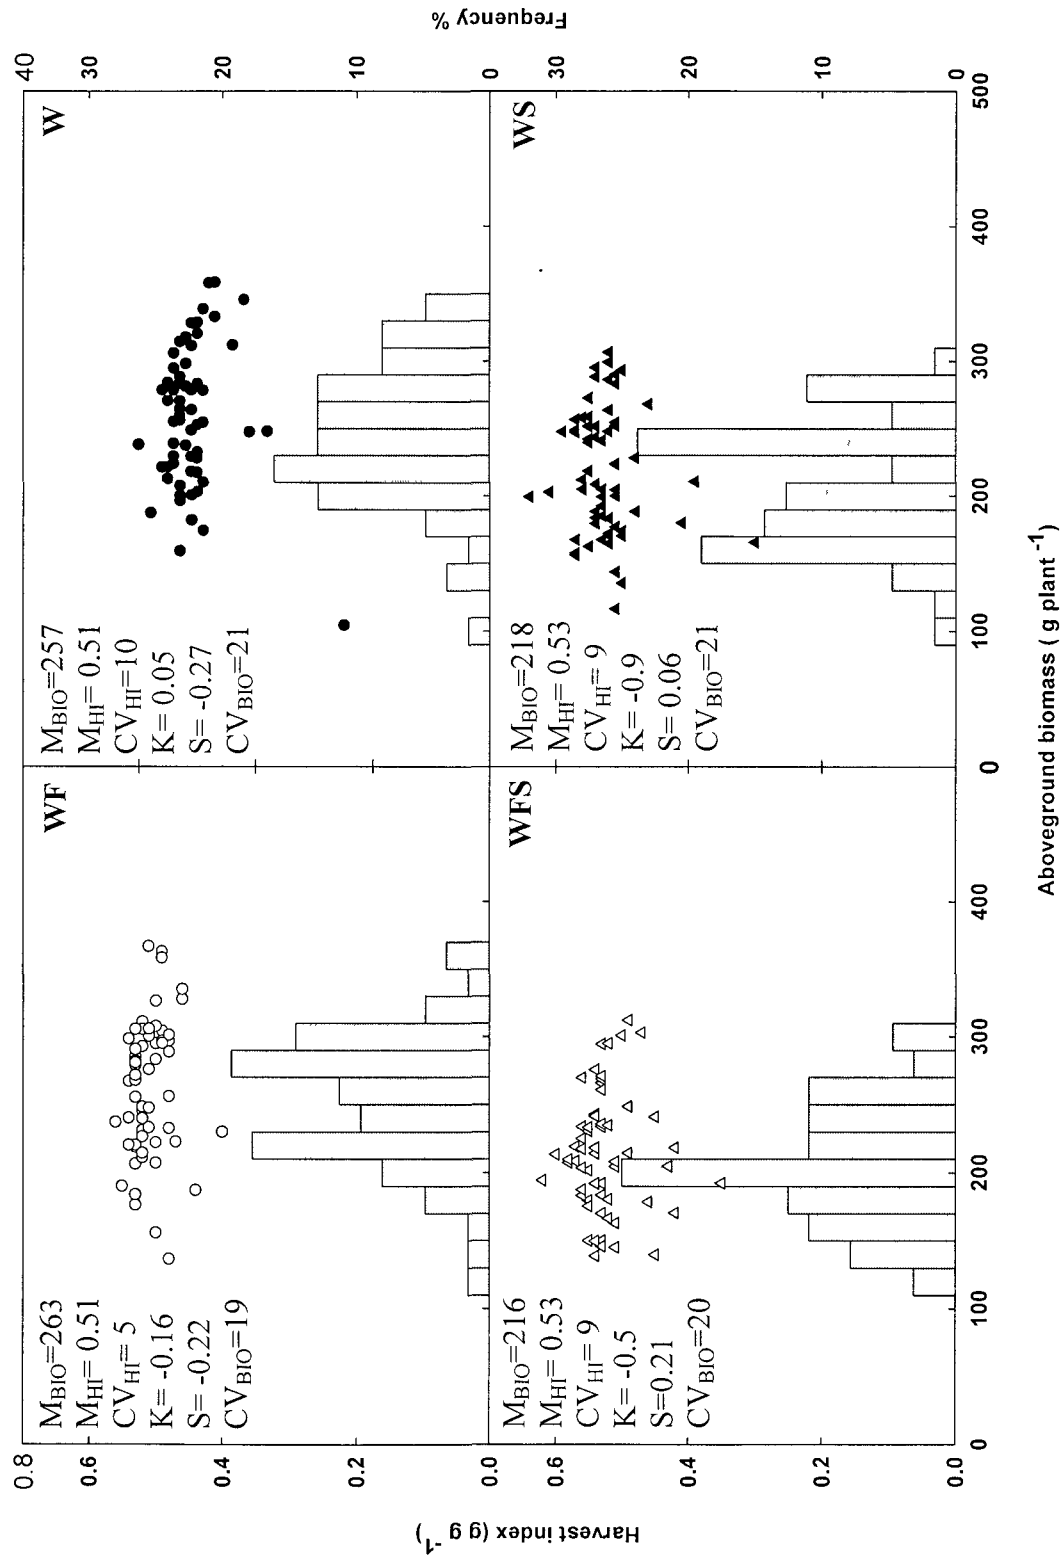 Harvest index (g g⁻¹)
0.8
0.6
0.4
0.2
0.0
0.6
0.4
0.2
0.0
WF
M_BIO=263
M_HI= 0.51
CV_HI= 5
K= -0.16
S= -0.22
CV_BIO=19
W
M_BIO=257
M_HI= 0.51
CV_HI=10
K= 0.05
S= -0.27
CV_BIO=21
WFS
M_BIO=216
M_HI= 0.53
CV_HI= 9
K= -0.5
S=0.21
CV_BIO=20
WS
M_BIO=218
M_HI= 0.53
CV_HI= 9
K= -0.9
S= 0.06
CV_BIO=21
40
30
20
10
0
30
20
10
0
Frequency %
0 100 200 300 400 0 100 200 300 400 500
Aboveground biomass ( g plant ⁻¹)